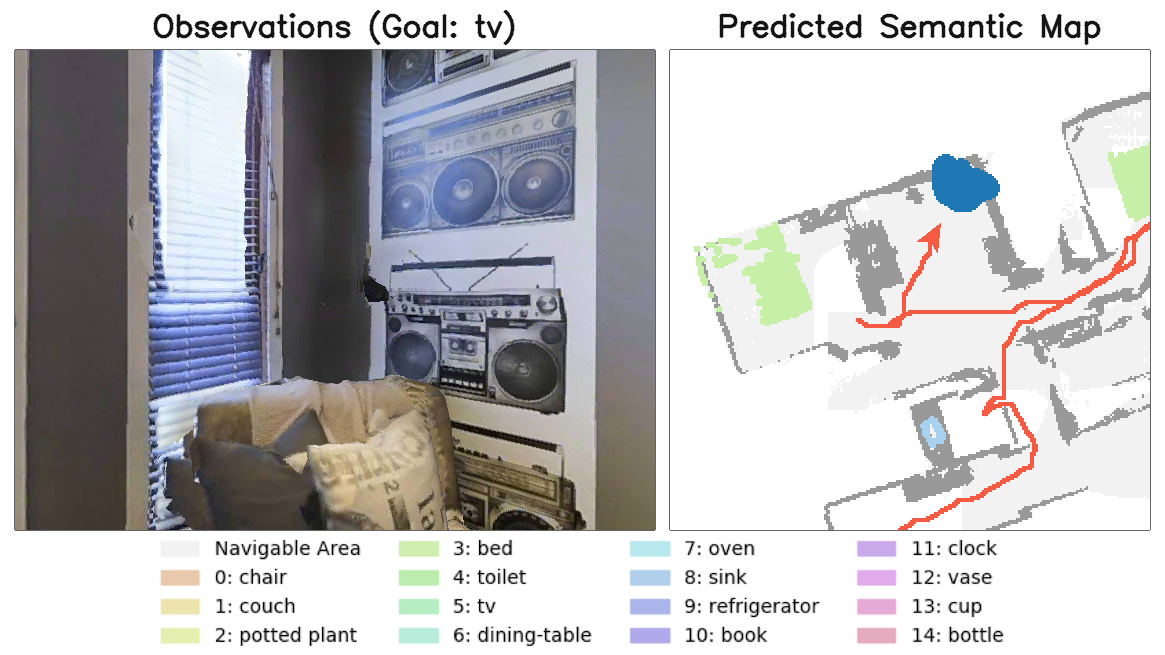 Observations (Goal: tv)
Predicted Semantic Map
Navigable Area
0: chair
1: couch
2: potted plant
3: bed
4: toilet
5: tv
6: dining-table
7: oven
8: sink
9: refrigerator
10: book
11: clock
12: vase
13: cup
14: bottle